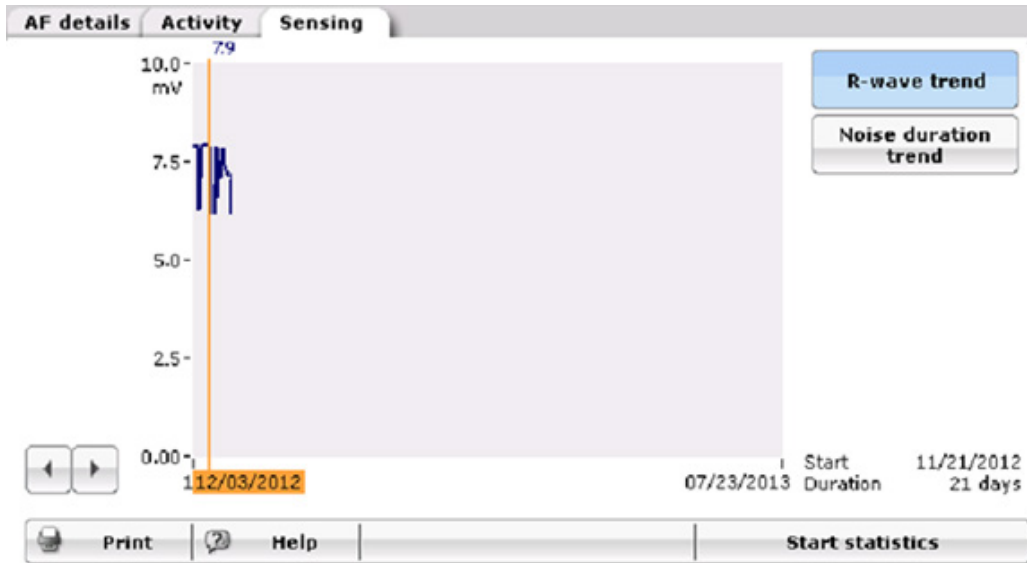 AF details Activity Sensing
7.9
10.0
mV
R-wave trend
Noise duration
trend
7.5
5.0
2.5
0.00
1 12/03/2012
07/23/2013
Start 11/21/2012
Duration 21 days
Print Help Start statistics